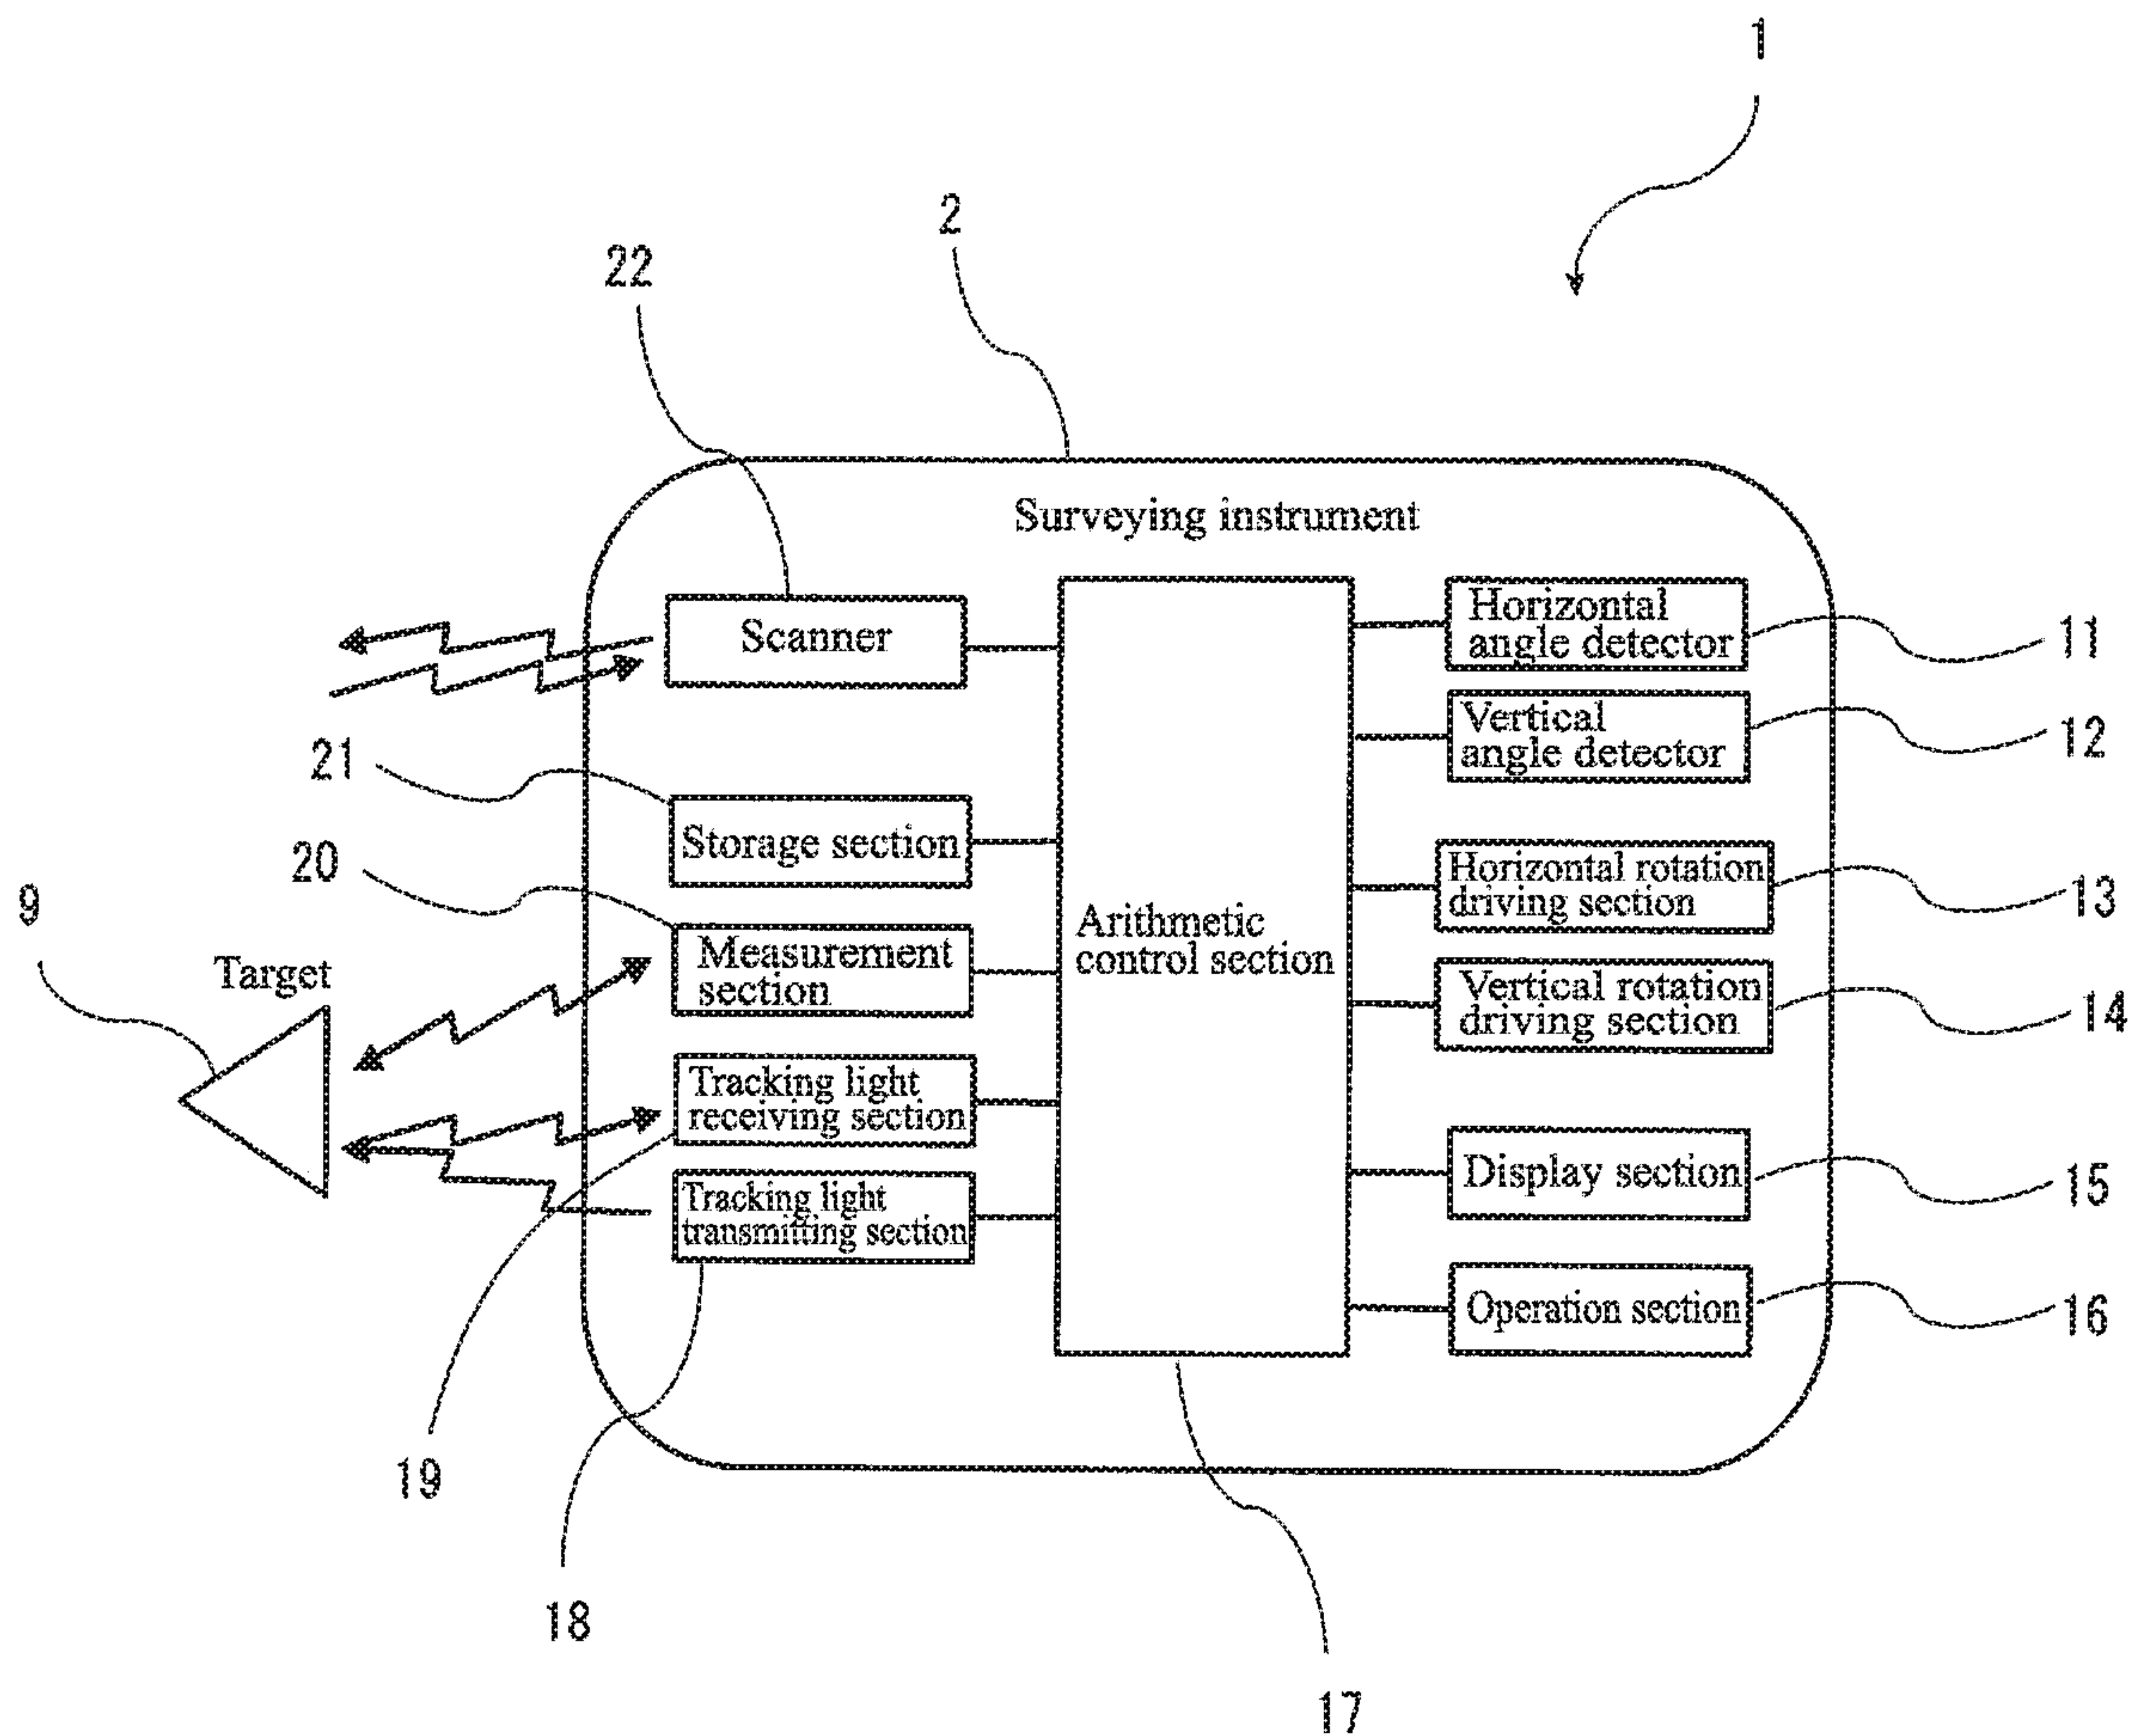 1
2
22
Surveying instrument
Scanner
Horizontal
angle detector
11
Vertical
angle detector
12
21
Storage section
20
Horizontal rotation
driving section
13
9
Target
Measurement
section
Arithmetic
control section
Vertical rotation
driving section
14
Tracking light
receiving section
Display section
15
Tracking light
transmitting section
Operation section
16
19
18
17